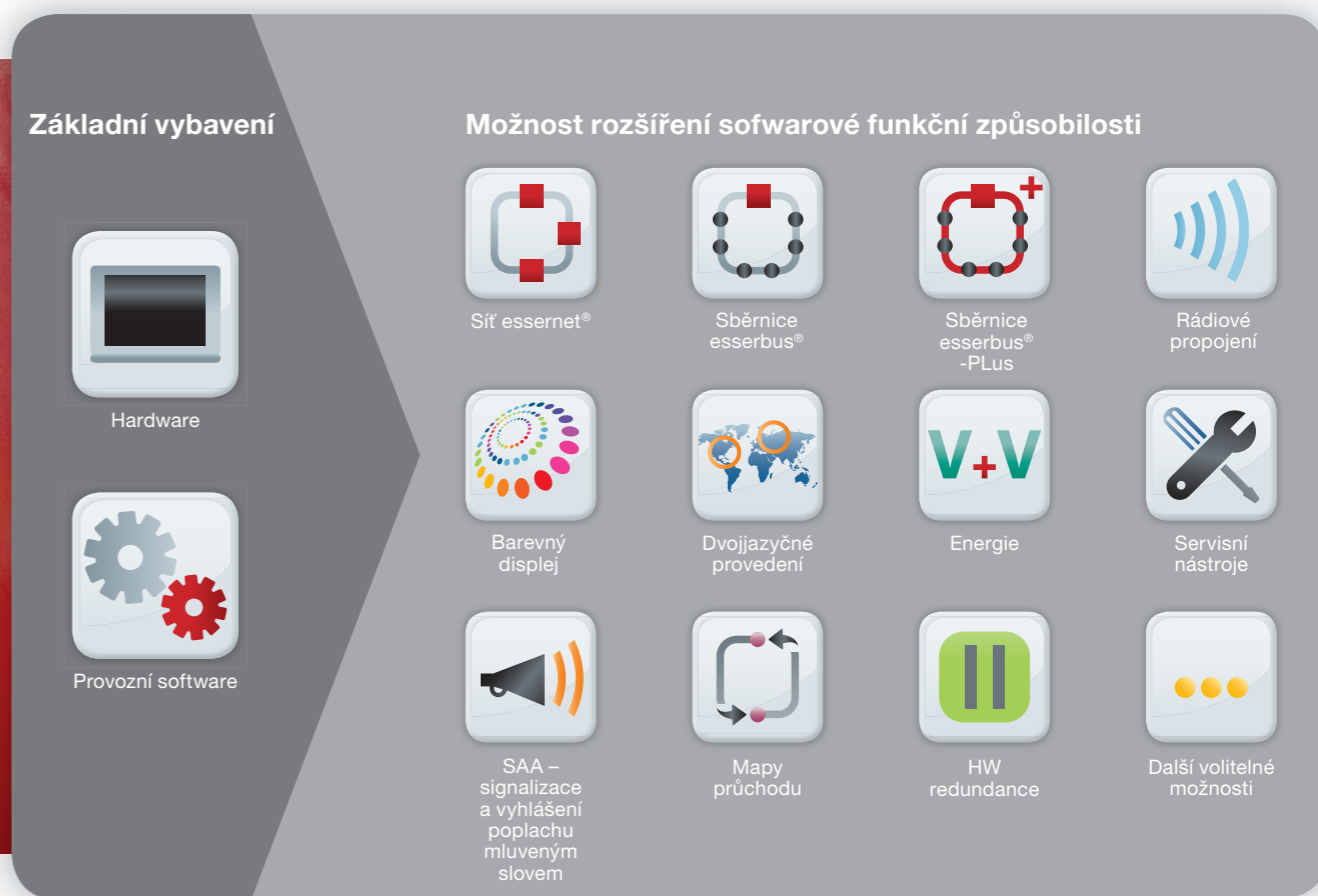 Základní vybavení
Hardware
Provozní software
Možnost rozšíření sofwarové funkční způsobilosti
Síť essernet®
Sběrnice
esserbus®
Sběrnice
esserbus®
-PLus
Rádiové
propojení
Barevný
displej
Dvojjazyčné
provedení
V+V
Energie
Servisní
nástroje
SAA –
signalizace
a vyhlášení
poplachu
mluveným
slovem
Mapy
průchodu
HW
redundance
Další volitelné
možnosti